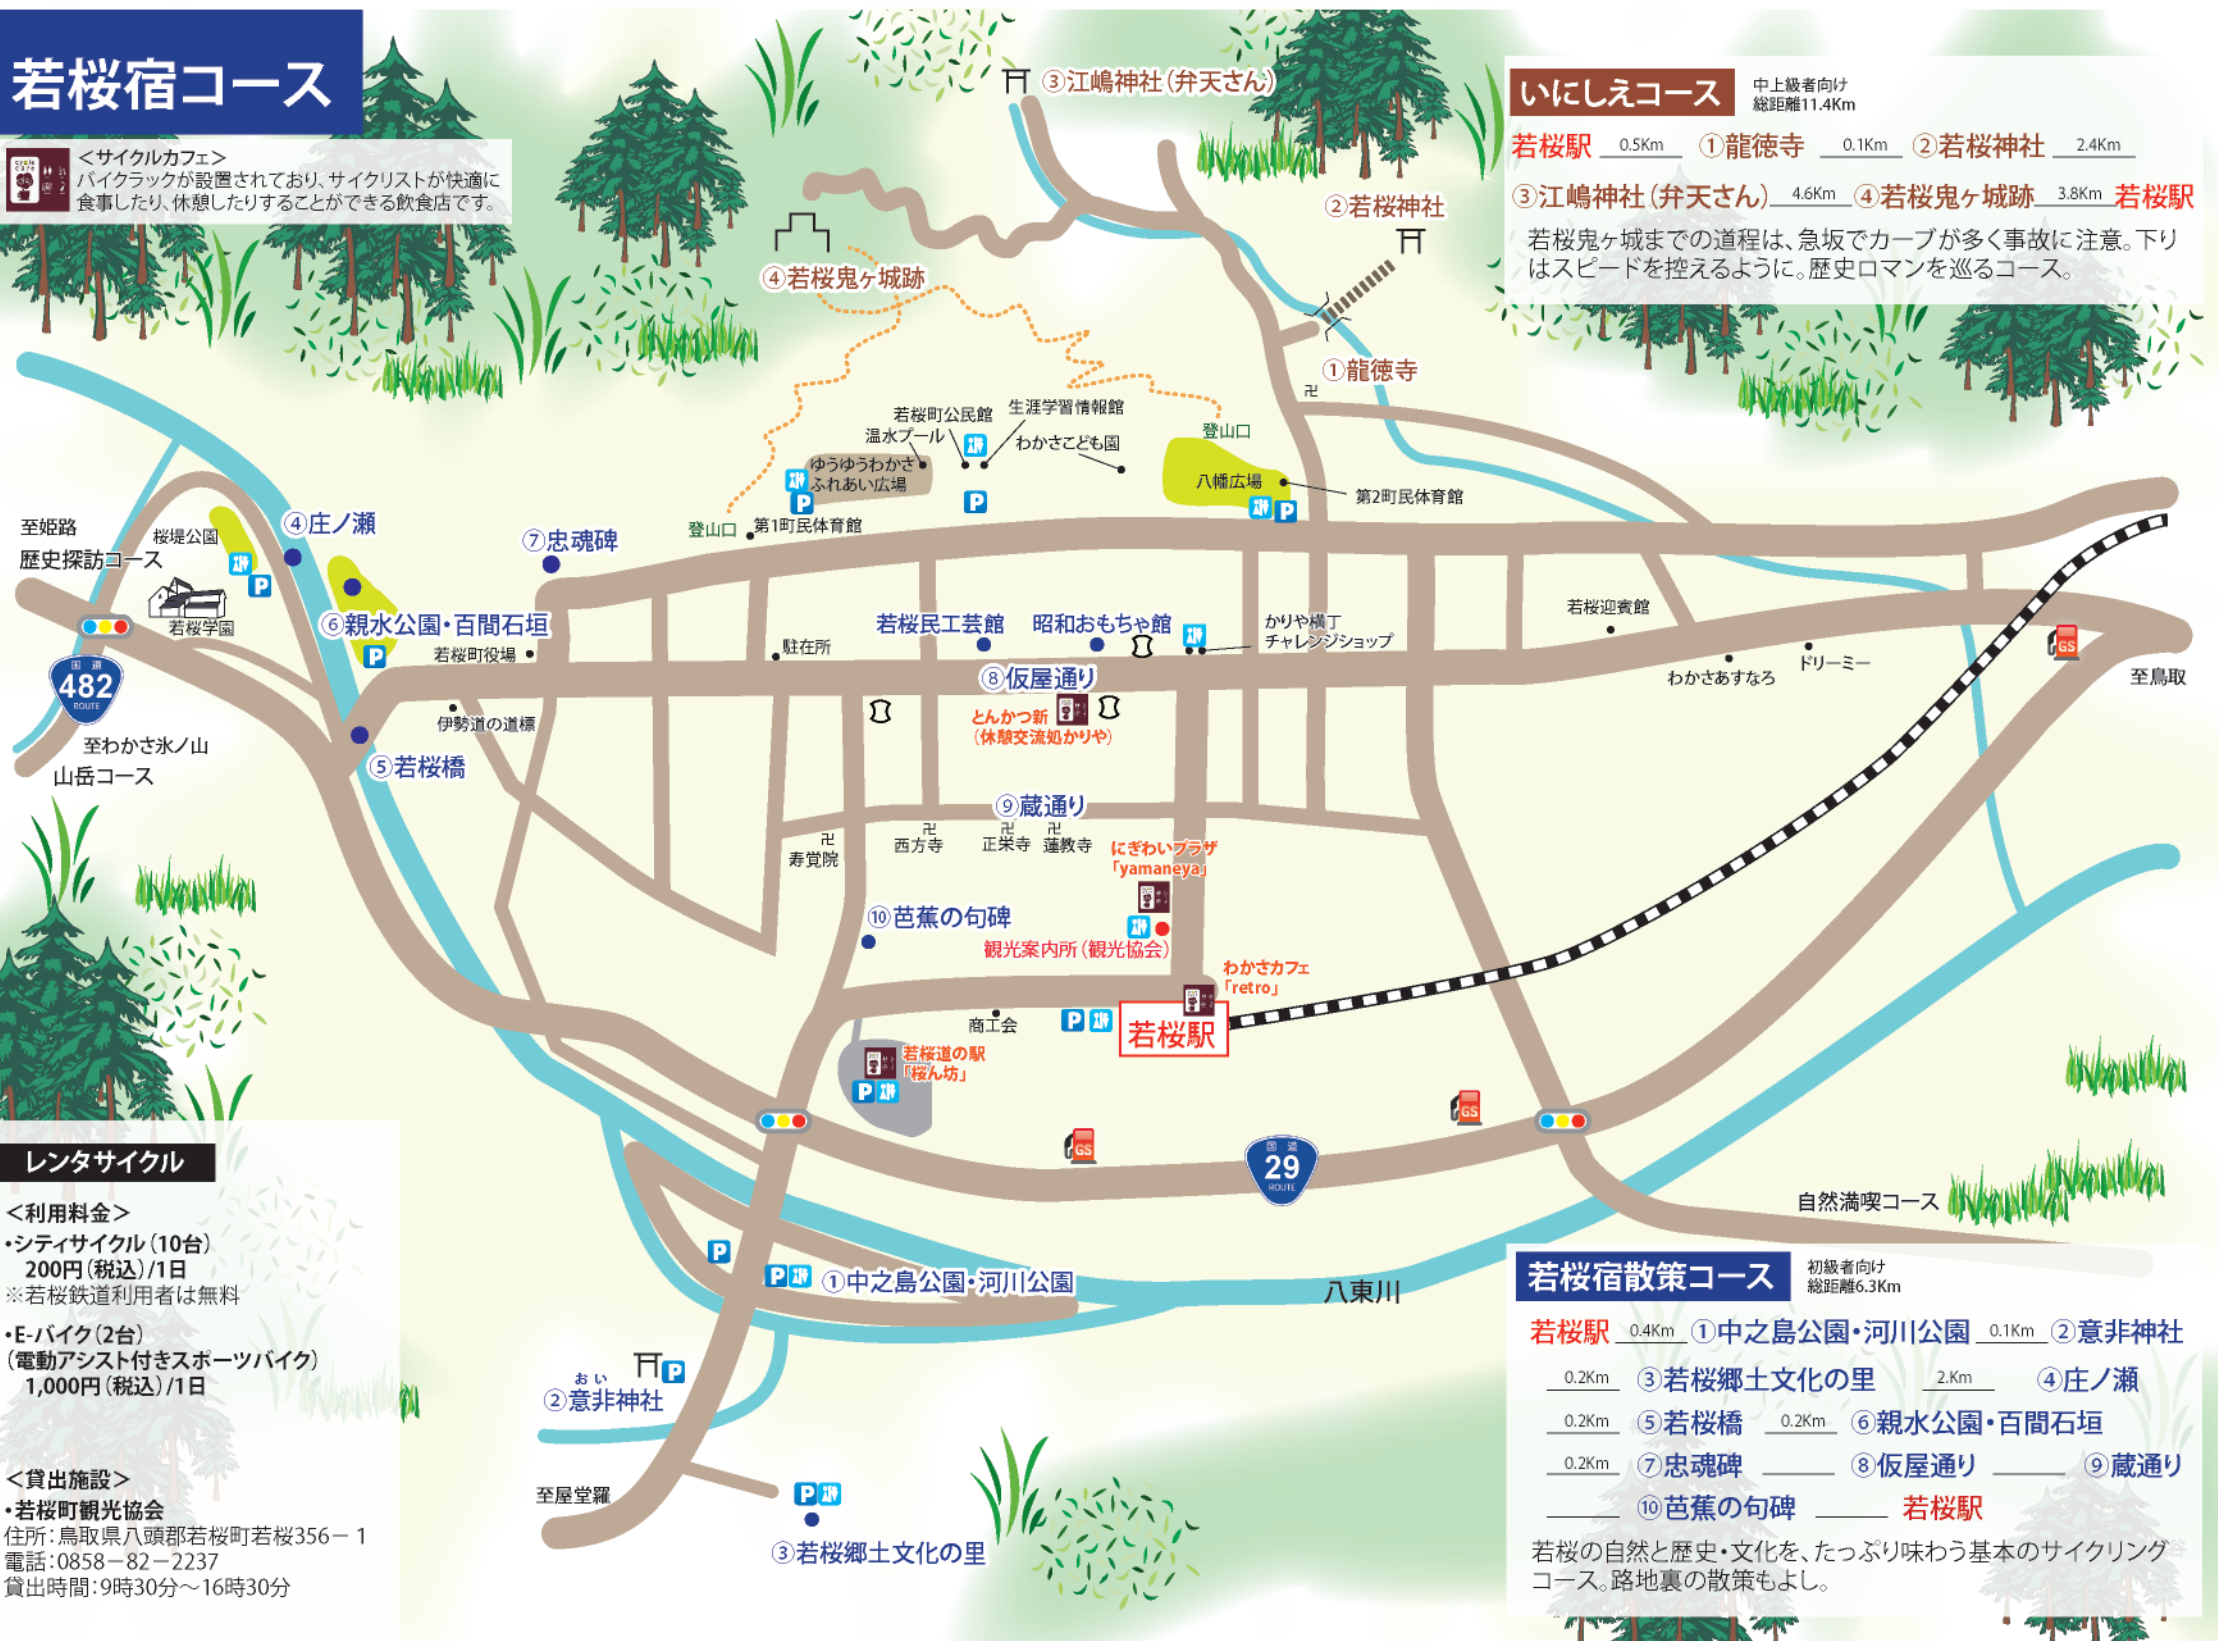 若桜宿コース
＜サイクルカフェ＞
バイクラックが設置されており、サイクリストが快適に
食事したり、休憩したりすることができる飲食店です。
いにしえコース
中上級者向け
総距離11.4Km
若桜駅 0.5Km ①龍徳寺 0.1Km ②若桜神社 2.4Km
③江嶋神社（弁天さん） 4.6Km ④若桜鬼ヶ城跡 3.8Km 若桜駅
若桜鬼ヶ城までの道程は、急坂でカーブが多く事故に注意。下り
はスピードを控えるように。歴史ロマンを巡るコース。
③江嶋神社（弁天さん）
②若桜神社
④若桜鬼ヶ城跡
①龍徳寺
生涯学習情報館
若桜町公民館
温水プール
わかさこども園
登山口
ゆうゆうわかさ
ふれあい広場
P
P
八幡広場
第2町民体育館
P
登山口
第1町民体育館
至姫路
歴史探訪コース
桜堤公園
P
④庄ノ瀬
⑦忠魂碑
若桜学園
⑥親水公園・百間石垣
P
若桜町役場
駐在所
若桜民工芸館
昭和おもちゃ館
かりや横丁
チャレンジショップ
若桜迎賓館
わかさあすなろ
ドリーミー
GS
至鳥取
国道
482
ROUTE
⑧仮屋通り
伊勢道の道標
とんかつ新
（休憩交流処かりや）
至わかさ氷ノ山
山岳コース
⑤若桜橋
⑨蔵通り
寿覚院
西方寺
正栄寺
蓮教寺
にぎわいプラザ
「yamaneya」
⑩芭蕉の句碑
観光案内所（観光協会）
わかさカフェ
「retro」
商工会
P
若桜駅
若桜道の駅
「桜ん坊」
P
GS
GS
国道
29
ROUTE
自然満喫コース
P
P
①中之島公園・河川公園
八東川
P
おい
②意非神社
至屋堂羅
P
③若桜郷土文化の里
レンタサイクル
＜利用料金＞
・シティサイクル（10台）
200円（税込）/1日
※若桜鉄道利用者は無料
・E-バイク（2台）
（電動アシスト付きスポーツバイク）
1,000円（税込）/1日
＜貸出施設＞
・若桜町観光協会
住所：鳥取県八頭郡若桜町若桜356－1
電話：0858－82－2237
貸出時間：9時30分～16時30分
若桜宿散策コース
初級者向け
総距離6.3Km
若桜駅 0.4Km ①中之島公園・河川公園 0.1Km ②意非神社
0.2Km ③若桜郷土文化の里 2.Km ④庄ノ瀬
0.2Km ⑤若桜橋 0.2Km ⑥親水公園・百間石垣
0.2Km ⑦忠魂碑 ⑧仮屋通り ⑨蔵通り
⑩芭蕉の句碑 若桜駅
若桜の自然と歴史・文化を、たっぷり味わう基本のサイクリング
コース。路地裏の散策もよし。